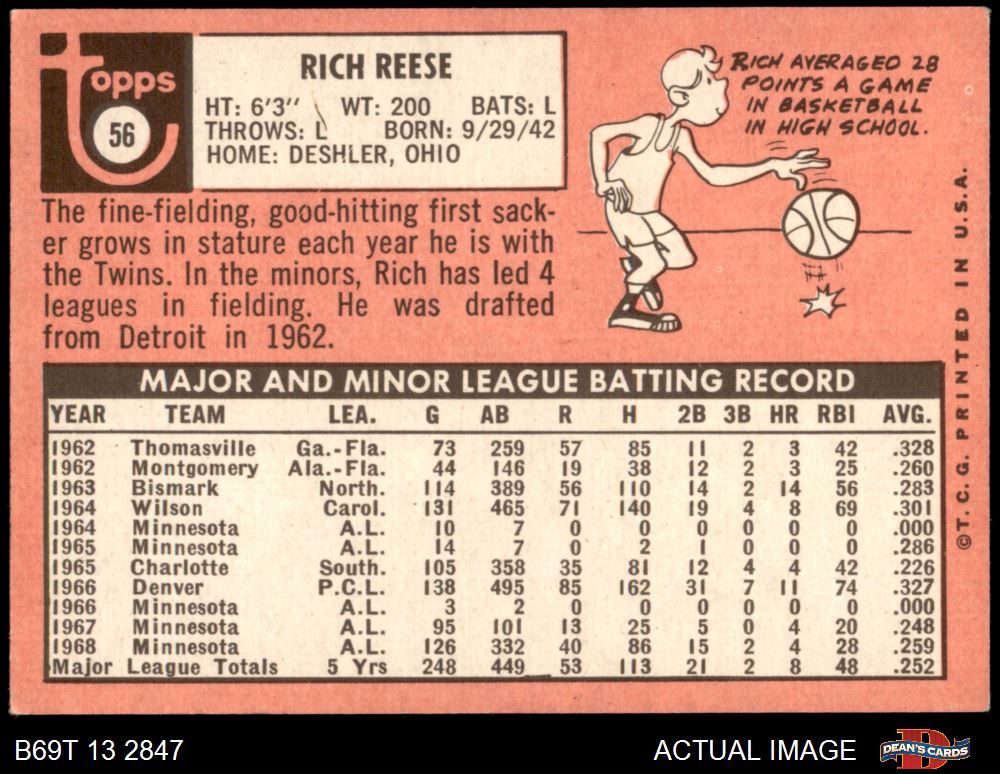 topps
56
RICH REESE
HT: 6'3" WT: 200 BATS: L
THROWS: L BORN: 9/29/42
HOME: DESHLER, OHIO
RICH AVERAGED 28
POINTS A GAME
IN BASKETBALL
IN HIGH SCHOOL.
The fine-fielding, good-hitting first sack-
er grows in stature each year he is with
the Twins. In the minors, Rich has led 4
leagues in fielding. He was drafted
from Detroit in 1962.
MAJOR AND MINOR LEAGUE BATTING RECORD
YEAR TEAM LEA. G AB R H 2B 3B HR RBI AVG.
1962 Thomasville Ga.-Fla. 73 259 57 85 11 2 3 42 .328
1962 Montgomery Ala.-Fla. 44 146 19 38 12 2 3 25 .260
1963 Bismark North. 114 389 56 110 14 2 14 56 .283
1964 Wilson Carol. 131 465 71 140 19 4 8 69 .301
1964 Minnesota A.L. 10 7 0 0 0 0 0 0 .000
1965 Minnesota A.L. 14 7 0 2 1 0 0 0 .286
1965 Charlotte South. 105 358 35 81 12 4 4 42 .226
1966 Denver P.C.L. 138 495 85 162 31 7 11 74 .327
1966 Minnesota A.L. 3 2 0 0 0 0 0 0 .000
1967 Minnesota A.L. 95 101 13 25 5 0 4 20 .248
1968 Minnesota A.L. 126 332 40 86 15 2 4 28 .259
Major League Totals 5 Yrs 248 449 53 113 21 2 8 48 .252
©T.C.G. PRINTED IN U.S.A.
B69T 13 2847
ACTUAL IMAGE
D
DEAN'S CARDS